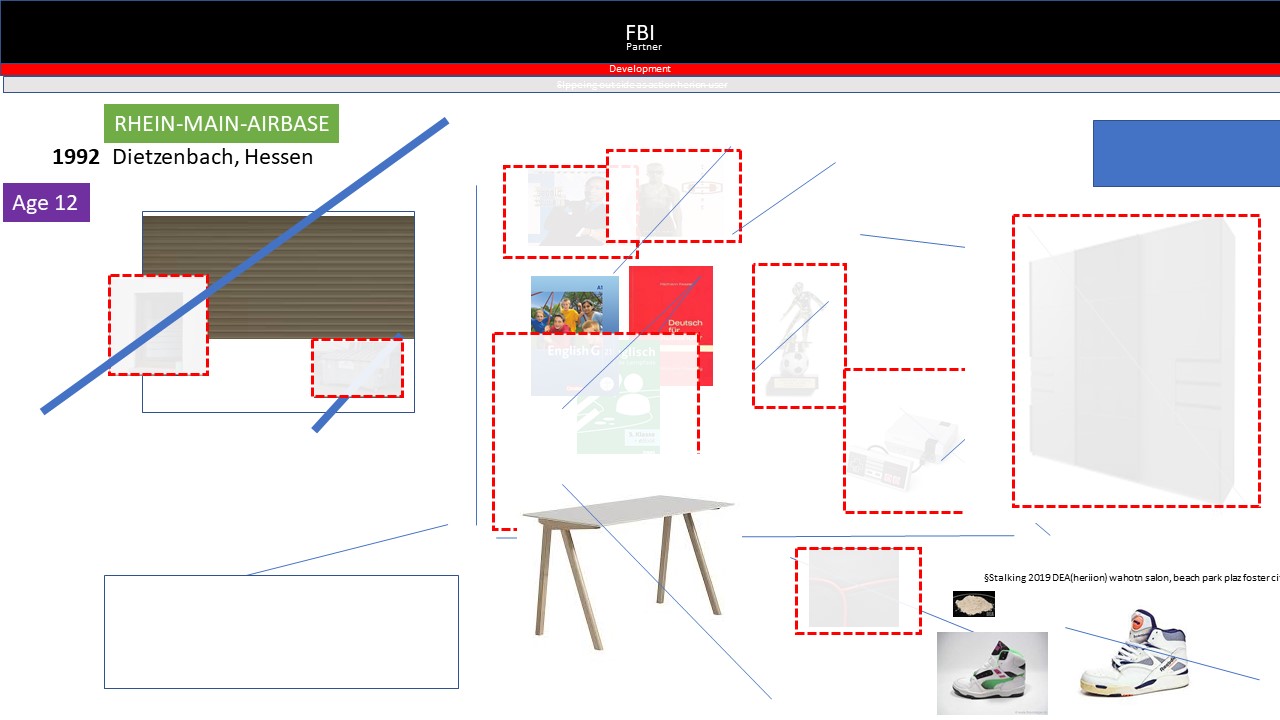 FBI
Partner
Development
RHEIN-MAIN-AIRBASE
1992 Dietzenbach, Hessen
Age 12
A1
Deutsch
für
English G
Englisch
§Stalking 2019 DEA(heriion) wahotn salon, beach park plaz foster ci